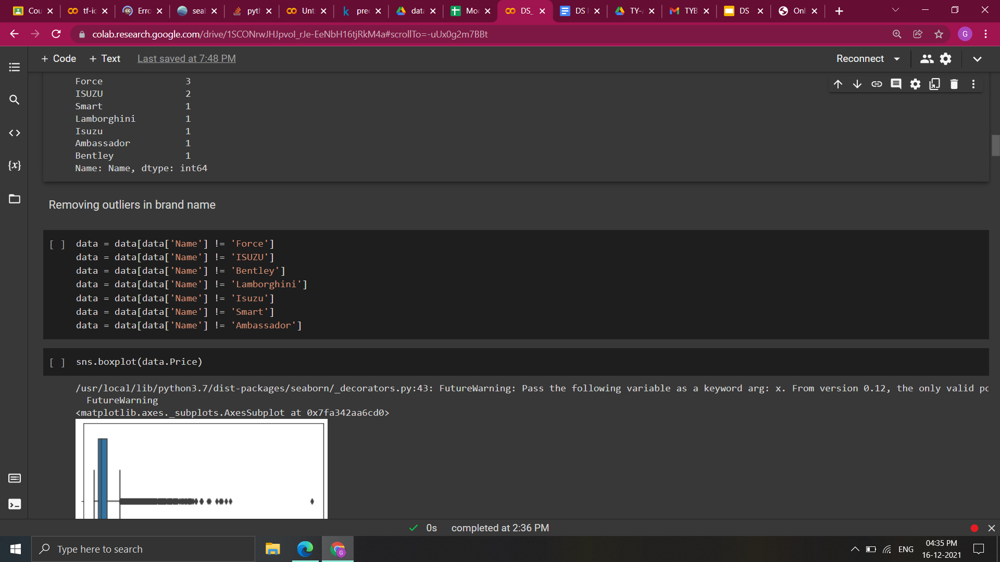 Cou
tf-ic
Erro
seal
pyth
Unt
pre
data
Mo
DS_
DS
TY-
TYB
DS
Onl
colab.research.google.com/drive/1SCONrwJHJpvoI_rJe-EeNbH16tjRkM4a#scrollTo=-uUx0g2m7BBt
G
+ Code + Text Last saved at 7:48 PM
Reconnect
Force 3
ISUZU 2
Smart 1
Lamborghini 1
Isuzu 1
Ambassador 1
Bentley 1
Name: Name, dtype: int64
Removing outliers in brand name
[ ] data = data[data['Name'] != 'Force']
data = data[data['Name'] != 'ISUZU']
data = data[data['Name'] != 'Bentley']
data = data[data['Name'] != 'Lamborghini']
data = data[data['Name'] != 'Isuzu']
data = data[data['Name'] != 'Smart']
data = data[data['Name'] != 'Ambassador']
[ ] sns.boxplot(data.Price)
/usr/local/lib/python3.7/dist-packages/seaborn/_decorators.py:43: FutureWarning: Pass the following variable as a keyword arg: x. From version 0.12, the only valid po
FutureWarning
<matplotlib.axes._subplots.AxesSubplot at 0x7fa342aa6cd0>
0s completed at 2:36 PM
Type here to search
ENG
04:35 PM
16-12-2021